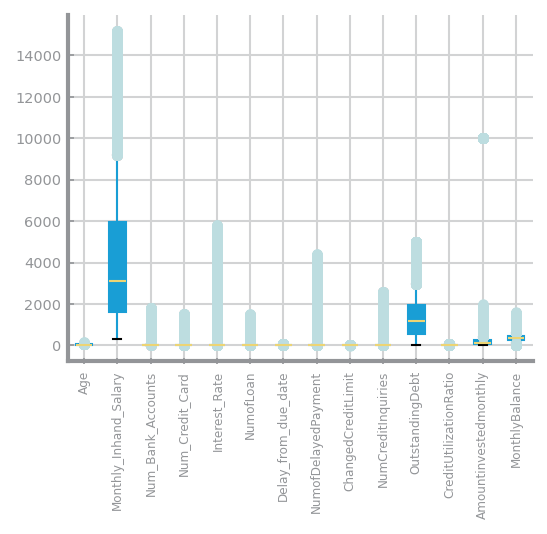 14000
12000
10000
8000
6000
4000
2000
0
Age
Monthly_Inhand_Salary
Num_Bank_Accounts
Num_Credit_Card
Interest_Rate
NumofLoan
Delay_from_due_date
NumofDelayedPayment
ChangedCreditLimit
NumCreditInquiries
OutstandingDebt
CreditUtilizationRatio
Amountinvestedmonthly
MonthlyBalance